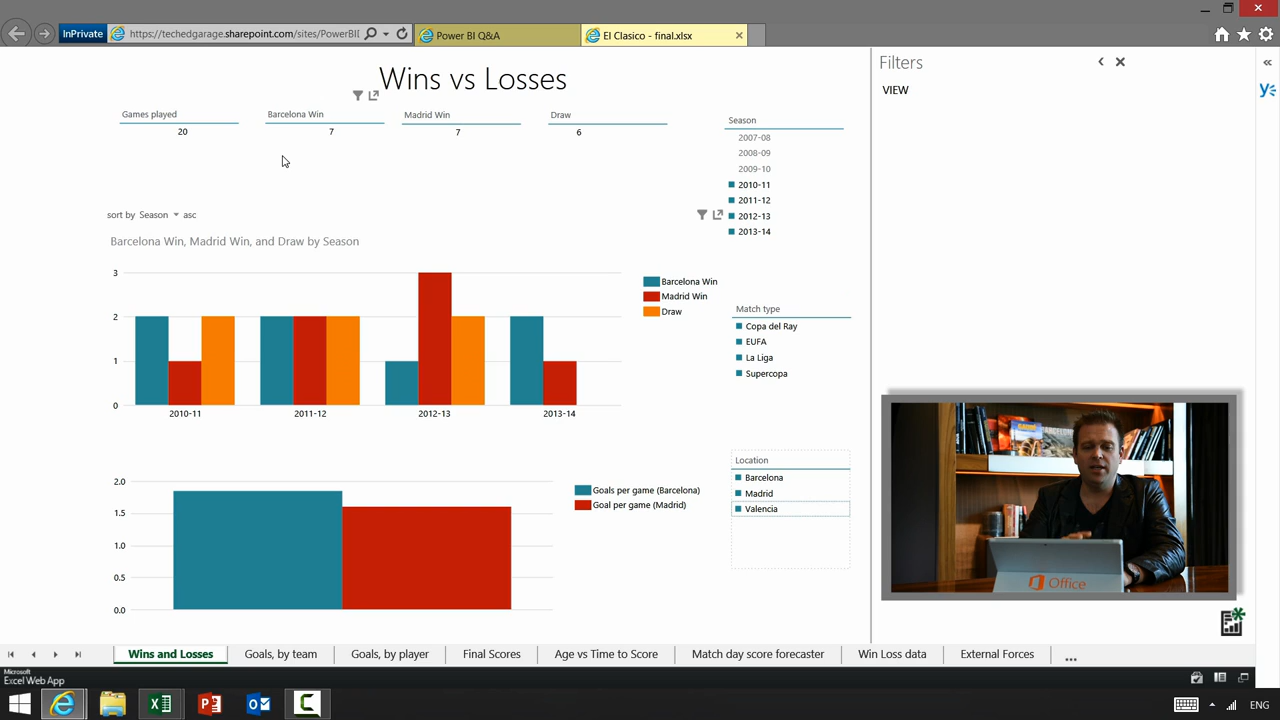 InPrivate
https://techedgarage.sharepoint.com/sites/PowerBI
Power BI Q&A
El Clasico - final.xlsx
Wins vs Losses
Games played
20
Barcelona Win
7
Madrid Win
7
Draw
6
Season
2007-08
2008-09
2009-10
2010-11
2011-12
2012-13
2013-14
sort by Season asc
Barcelona Win, Madrid Win, and Draw by Season
3
2
1
0
2010-11
2011-12
2012-13
2013-14
Barcelona Win
Madrid Win
Draw
Match type
Copa del Ray
EUFA
La Liga
Supercopa
Location
Barcelona
Madrid
Valencia
2.0
1.5
1.0
0.5
0.0
Goals per game (Barcelona)
Goal per game (Madrid)
Filters
VIEW
Office
Wins and Losses
Goals, by team
Goals, by player
Final Scores
Age vs Time to Score
Match day score forecaster
Win Loss data
External Forces
...
Microsoft
Excel Web App
ENG